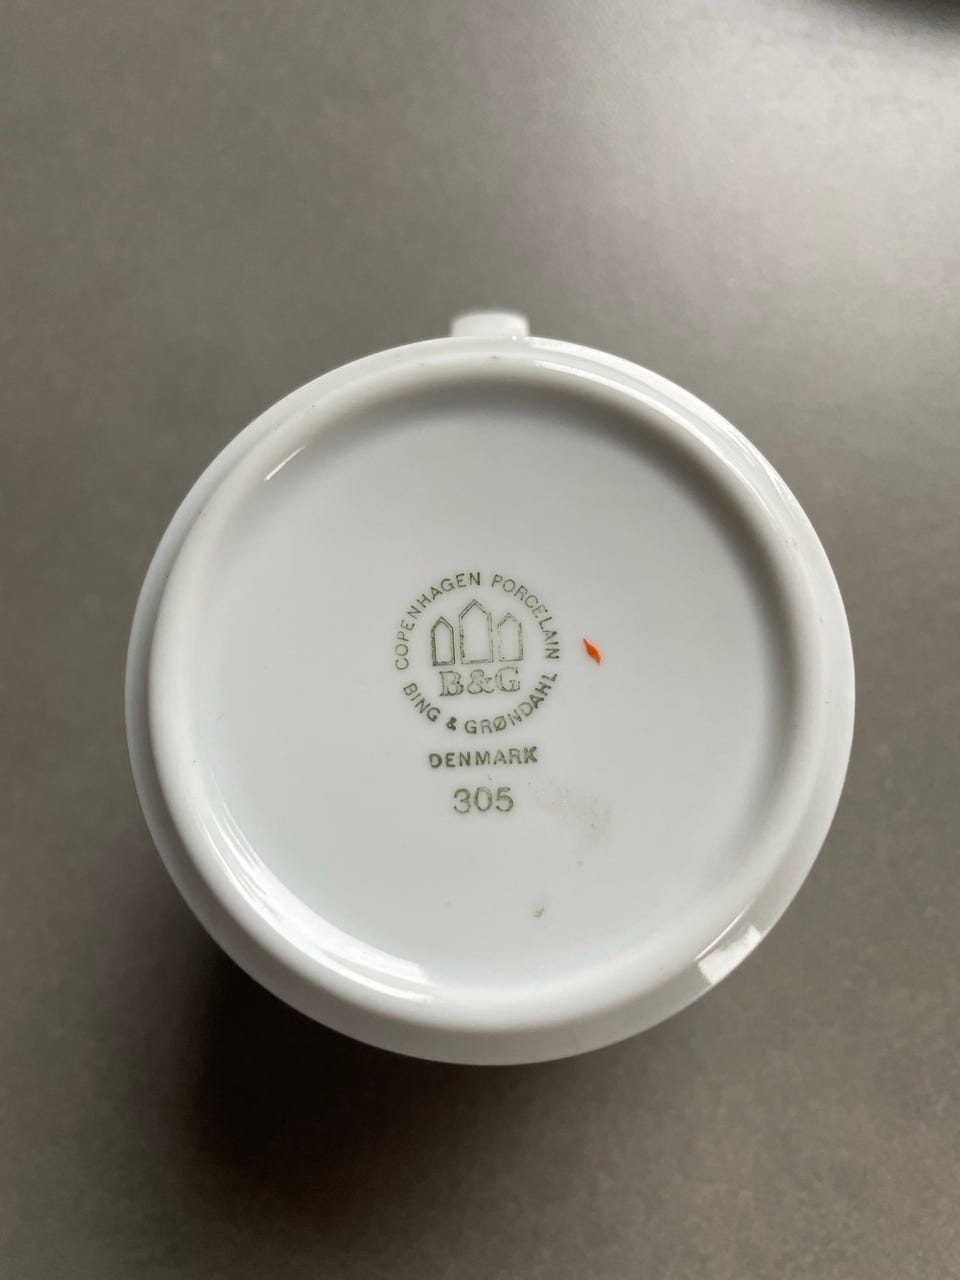 COPENHAGEN PORCELAIN
B&G
BING & GRØNDAHL
DENMARK
305